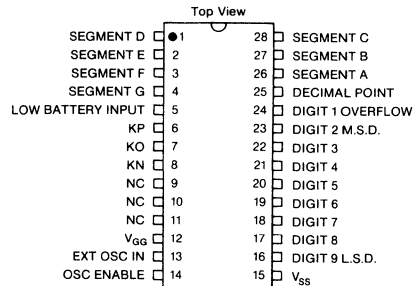 Top View
SEGMENT D 1 28 SEGMENT C
SEGMENT E 2 27 SEGMENT B
SEGMENT F 3 26 SEGMENT A
SEGMENT G 4 25 DECIMAL POINT
LOW BATTERY INPUT 5 24 DIGIT 1 OVERFLOW
KP 6 23 DIGIT 2 M.S.D.
KO 7 22 DIGIT 3
KN 8 21 DIGIT 4
NC 9 20 DIGIT 5
NC 10 19 DIGIT 6
NC 11 18 DIGIT 7
VGG 12 17 DIGIT 8
EXT OSC IN 13 16 DIGIT 9 L.S.D.
OSC ENABLE 14 15 VSS